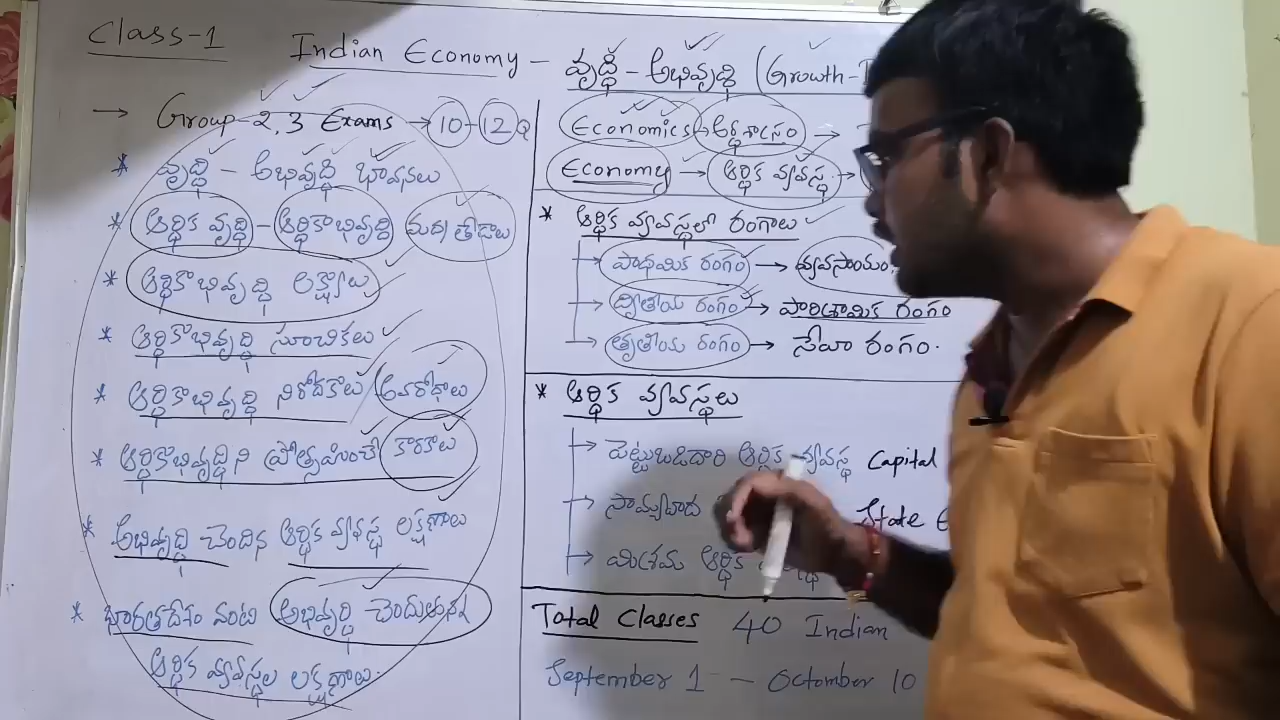 Class-1 Indian Economy - వృద్ధి - అభివృద్ధి (Growth-
→ Group-2,3 Exams → 10-12Q
* వృద్ధి - అభివృద్ధి భావనలు
* ఆర్థిక వృద్ధి - ఆర్థికాభివృద్ధి మధ్య తేడాలు
* ఆర్థికాభివృద్ధి లక్ష్యాలు
* ఆర్థికాభివృద్ధి సూచికలు
* ఆర్థికాభివృద్ధి నిరోధకాలు / అవరోధాలు
* ఆర్థికాభివృద్ధిని ప్రోత్సహించే కారకాలు
* అభివృద్ధి చెందిన ఆర్థిక వ్యవస్థ లక్షణాలు
* భారతదేశం వంటి అభివృద్ధి చెందుతున్న
ఆర్థిక వ్యవస్థల లక్షణాలు.
Economics → అర్థశాస్త్రం →
Economy → ఆర్థిక వ్యవస్థ →
* ఆర్థిక వ్యవస్థలో రంగాలు
→ ప్రాథమిక రంగం → వ్యవసాయం.
→ ద్వితీయ రంగం → పారిశ్రామిక రంగం
→ తృతీయ రంగం → సేవా రంగం.
* ఆర్థిక వ్యవస్థలు
→ పెట్టుబడిదారి ఆర్థిక వ్యవస్థ Capital
→ సామ్యవాద State E
→ మిశ్రమ ఆర్థిక
Total Classes 40 Indian
September 1 - Octomber 10